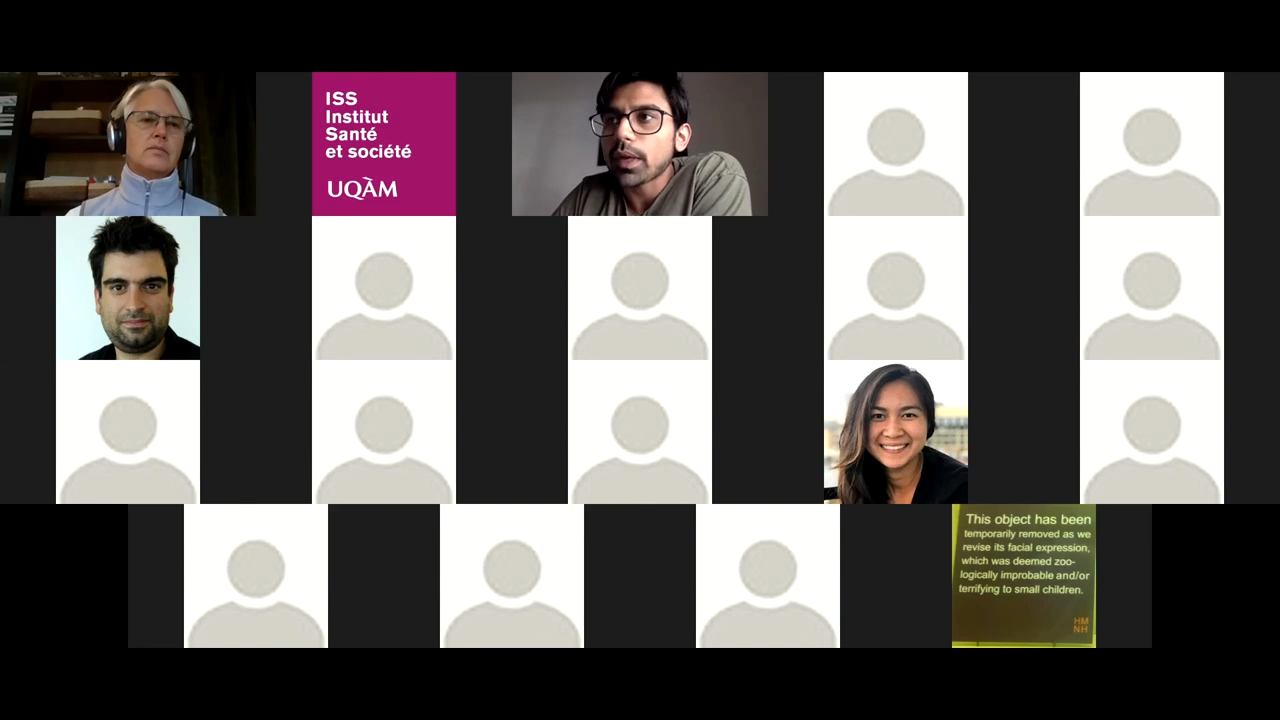 ISS
Institut
Santé
et société
UQÀM
This object has been
temporarily removed as we
revise its facial expression,
which was deemed zoo-
logically improbable and/or
terrifying to small children.
HM
NH